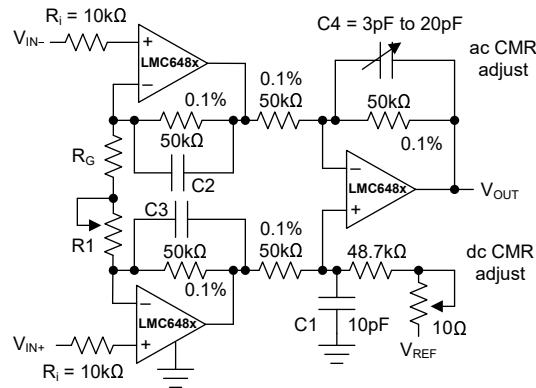 R_i = 10kΩ
V_IN−
LMC648x
C4 = 3pF to 20pF
ac CMR
adjust
0.1%
0.1%
50kΩ
50kΩ
50kΩ
0.1%
C2
R_G
LMC648x
V_OUT
C3
R1
0.1%
50kΩ
50kΩ
48.7kΩ
dc CMR
adjust
0.1%
LMC648x
C1
10pF
10Ω
V_IN+
V_REF
R_i = 10kΩ